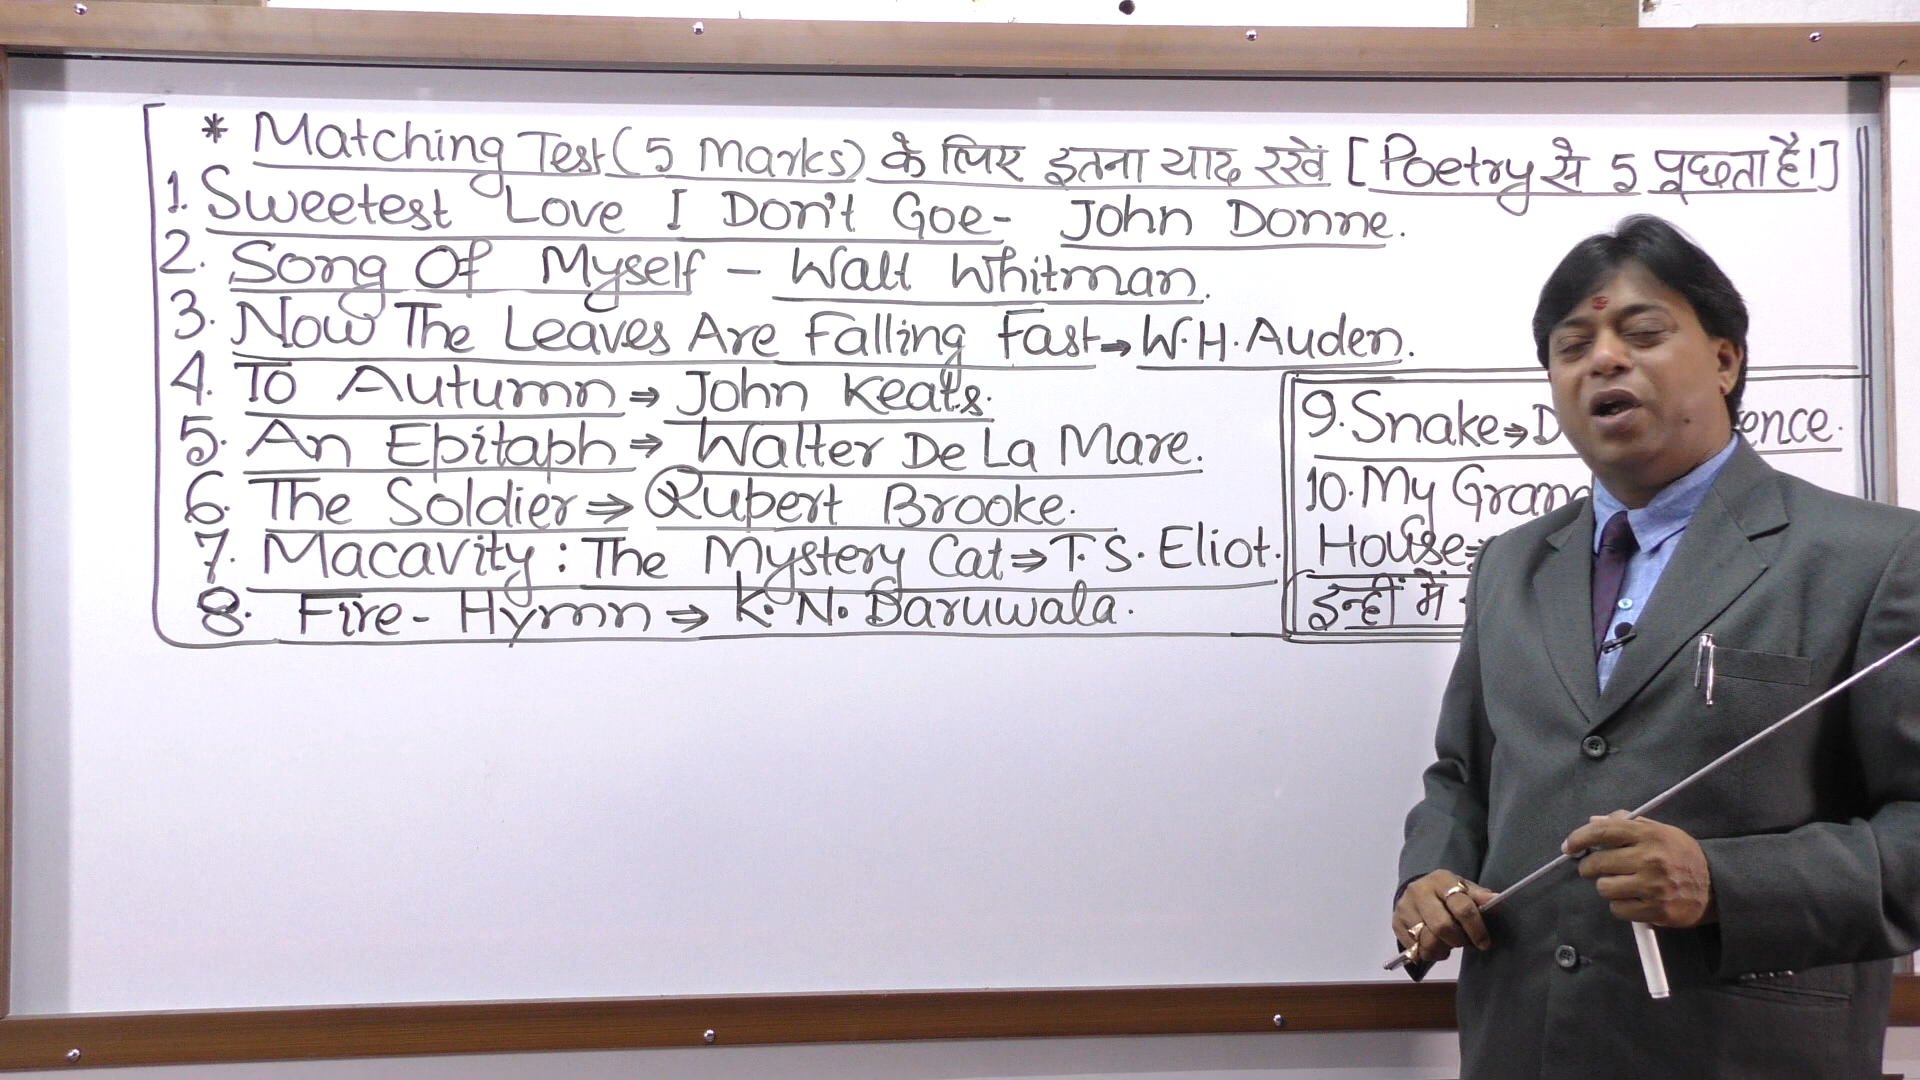 * Matching Test (5 Marks) के लिए इतना याद रखें [Poetry से 5 पूछता है।]
1. Sweetest Love I Don't Goe- John Donne.
2. Song Of Myself - Walt Whitman.
3. Now The Leaves Are Falling Fast→ W.H. Auden.
4. To Autumn ⇒ John Keats.
5. An Epitaph ⇒ Walter De La Mare.
6. The Soldier ⇒ Rupert Brooke.
7. Macavity : The Mystery Cat ⇒ T. S. Eliot.
8. Fire-Hymn ⇒ K. N. Daruwala.
9. Snake⇒ D ence.
10. My Gran
House⇒
इन्हीं में